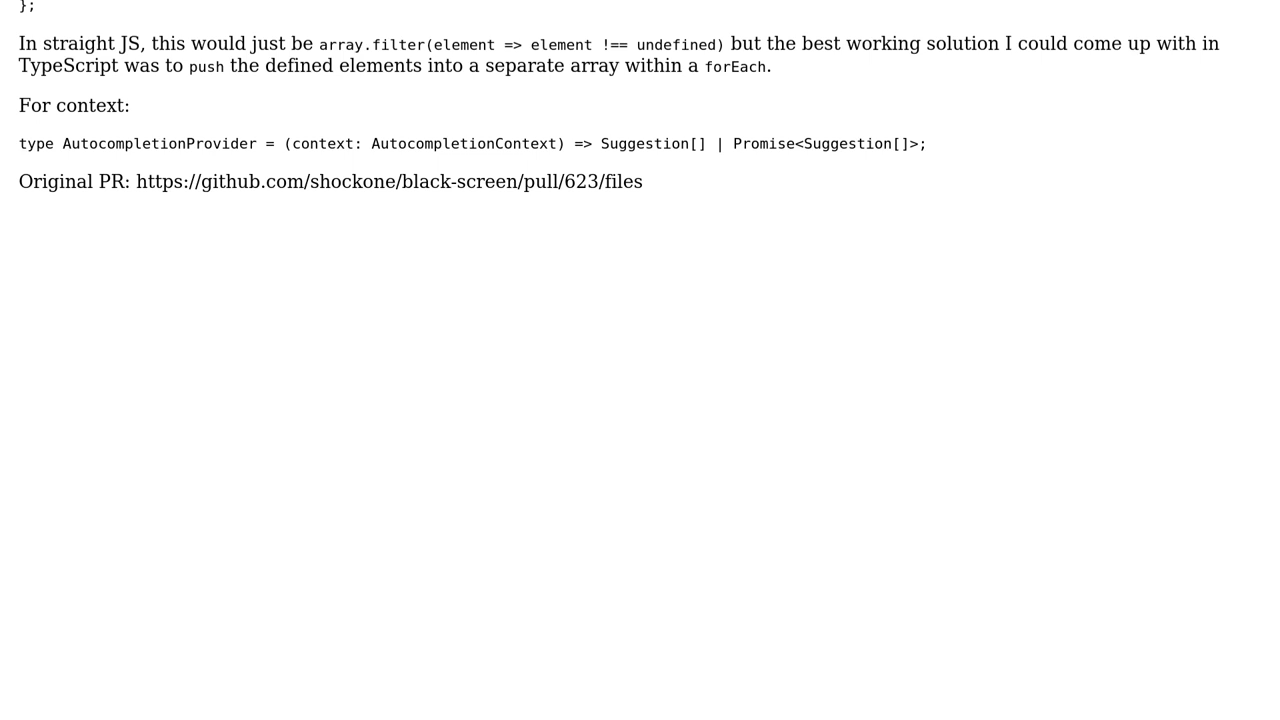 };
In straight JS, this would just be array.filter(element => element !== undefined) but the best working solution I could come up with in
TypeScript was to push the defined elements into a separate array within a forEach.
For context:
type AutocompletionProvider = (context: AutocompletionContext) => Suggestion[] | Promise<Suggestion[]>;
Original PR: https://github.com/shockone/black-screen/pull/623/files